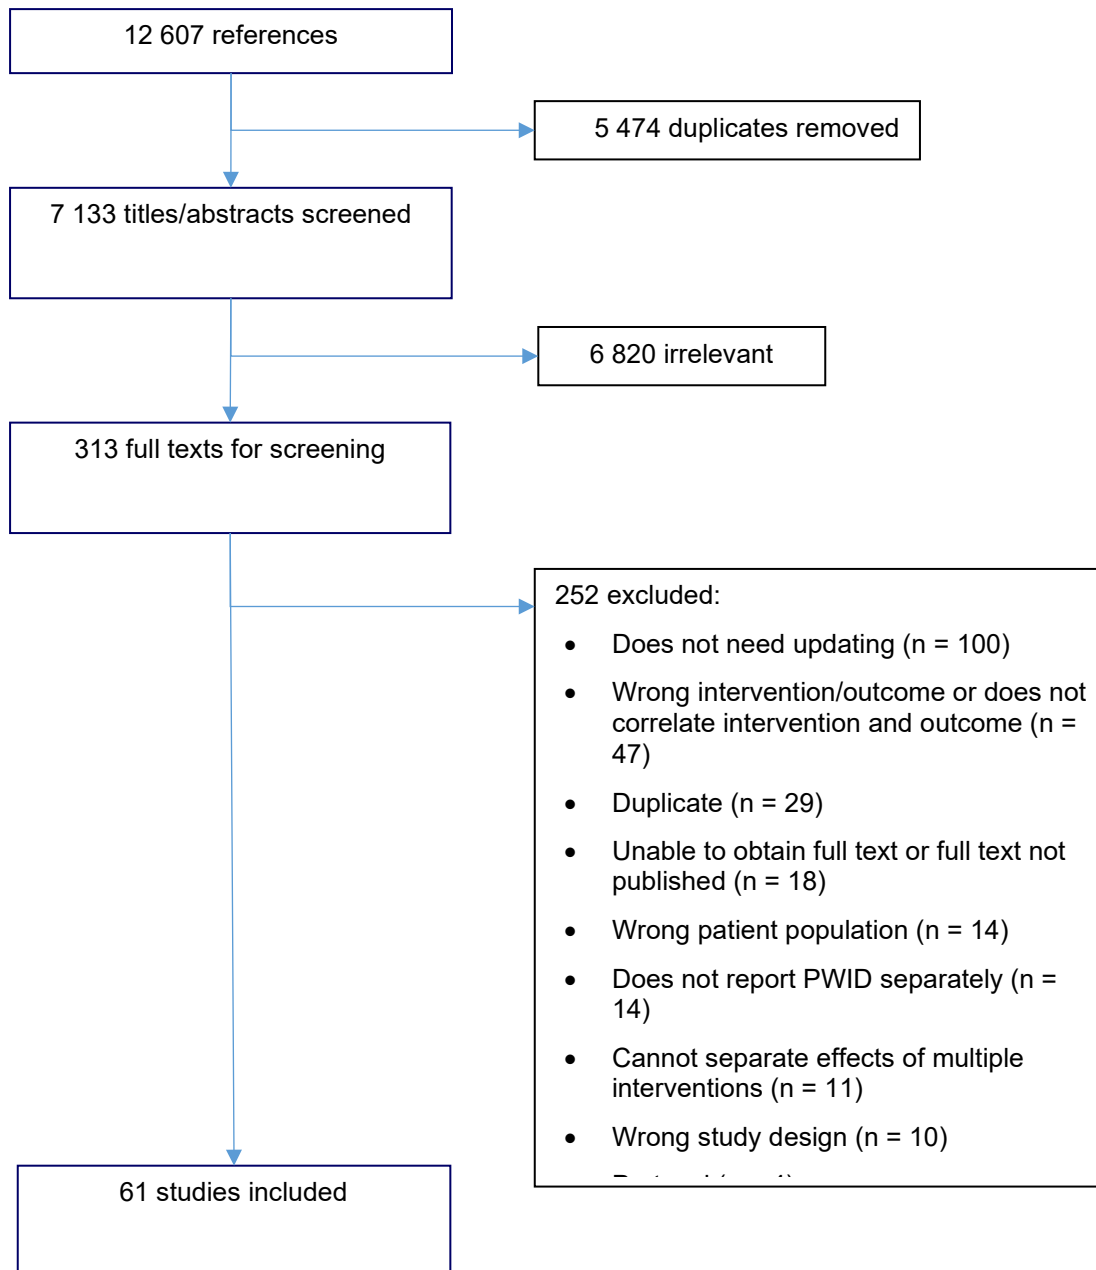 12 607 references
5 474 duplicates removed
7 133 titles/abstracts screened
6 820 irrelevant
313 full texts for screening
252 excluded:
• Does not need updating (n = 100)
• Wrong intervention/outcome or does not
correlate intervention and outcome (n =
47)
• Duplicate (n = 29)
• Unable to obtain full text or full text not
published (n = 18)
• Wrong patient population (n = 14)
• Does not report PWID separately (n =
14)
• Cannot separate effects of multiple
interventions (n = 11)
• Wrong study design (n = 10)
61 studies included